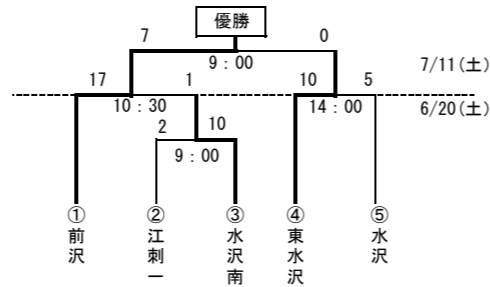 優勝
7 0
9：00
7/11(土)
17 1 10 5
10：30 14：00
6/20(土)
2 10
9：00
① ② ③ ④ ⑤
前沢
江刺一
水沢南
東水沢
水沢